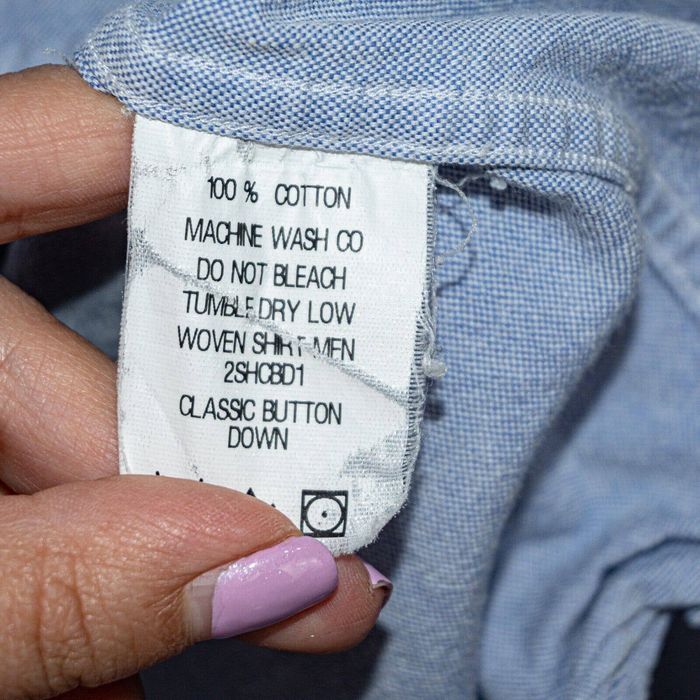 100 % COTTON
MACHINE WASH CO
DO NOT BLEACH
TUMBLE DRY LOW
WOVEN SHIRT-MEN
2SHCBD1
CLASSIC BUTTON
DOWN